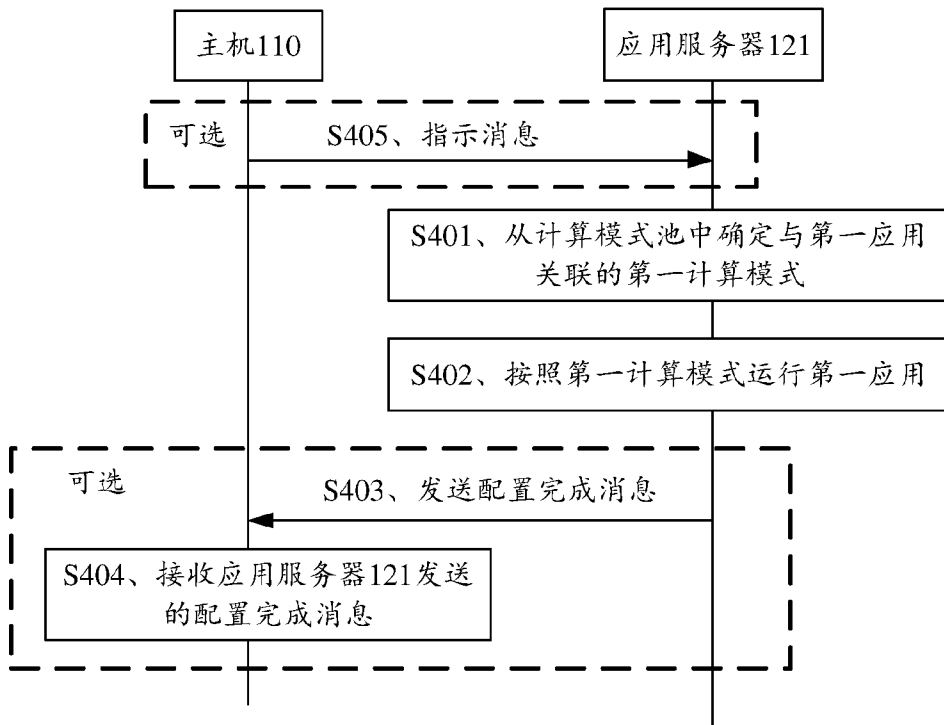 主机110
应用服务器121
可选
S405、指示消息
S401、从计算模式池中确定与第一应用
关联的第一计算模式
S402、按照第一计算模式运行第一应用
可选
S403、发送配置完成消息
S404、接收应用服务器121发送
的配置完成消息